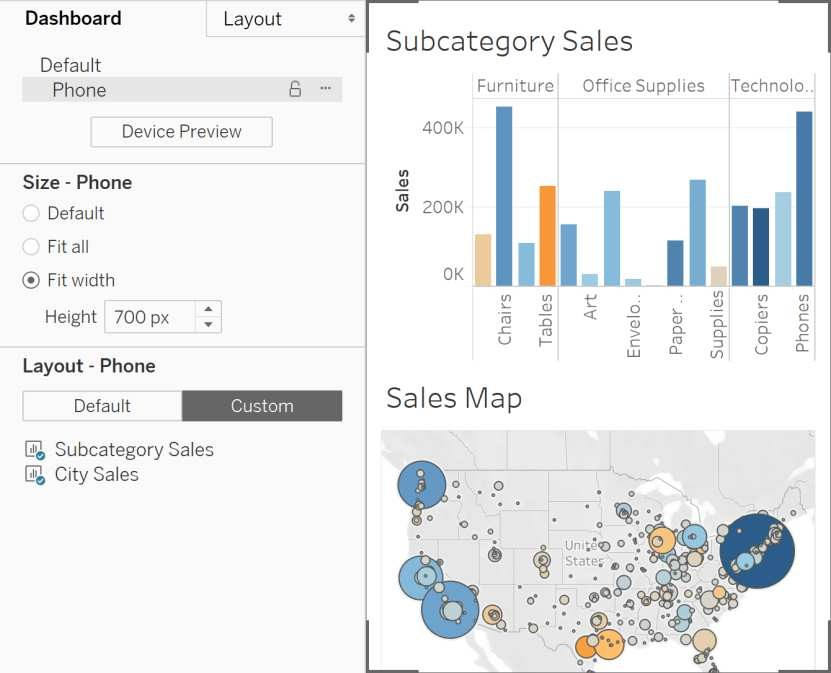 Dashboard
Layout
Default
Phone
Device Preview
Size - Phone
Default
Fit all
Fit width
Height 700 px
Layout - Phone
Default Custom
Subcategory Sales
City Sales
Subcategory Sales
Furniture Office Supplies Technolo..
Sales
400K
200K
0K
Chairs
Tables
Art
Envelo..
Paper ..
Supplies
Copiers
Phones
Sales Map
United
States